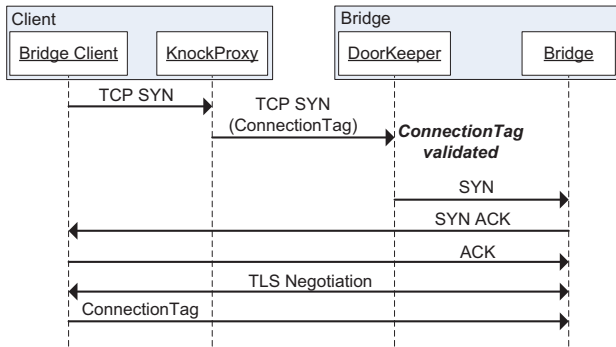 Client
Bridge
Bridge Client
KnockProxy
DoorKeeper
Bridge
TCP SYN
TCP SYN
(ConnectionTag)
ConnectionTag
validated
SYN
SYN ACK
ACK
TLS Negotiation
ConnectionTag